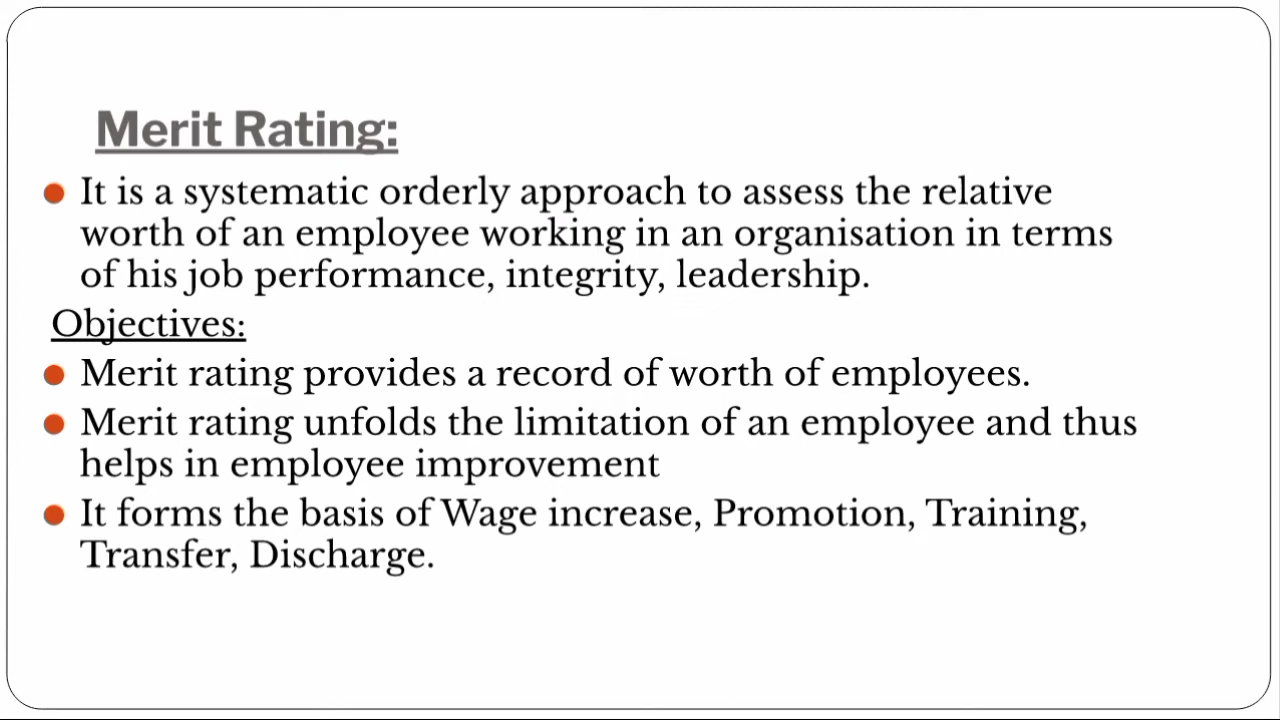 Merit Rating:
It is a systematic orderly approach to assess the relative
worth of an employee working in an organisation in terms
of his job performance, integrity, leadership.
Objectives:
Merit rating provides a record of worth of employees.
Merit rating unfolds the limitation of an employee and thus
helps in employee improvement
It forms the basis of Wage increase, Promotion, Training,
Transfer, Discharge.